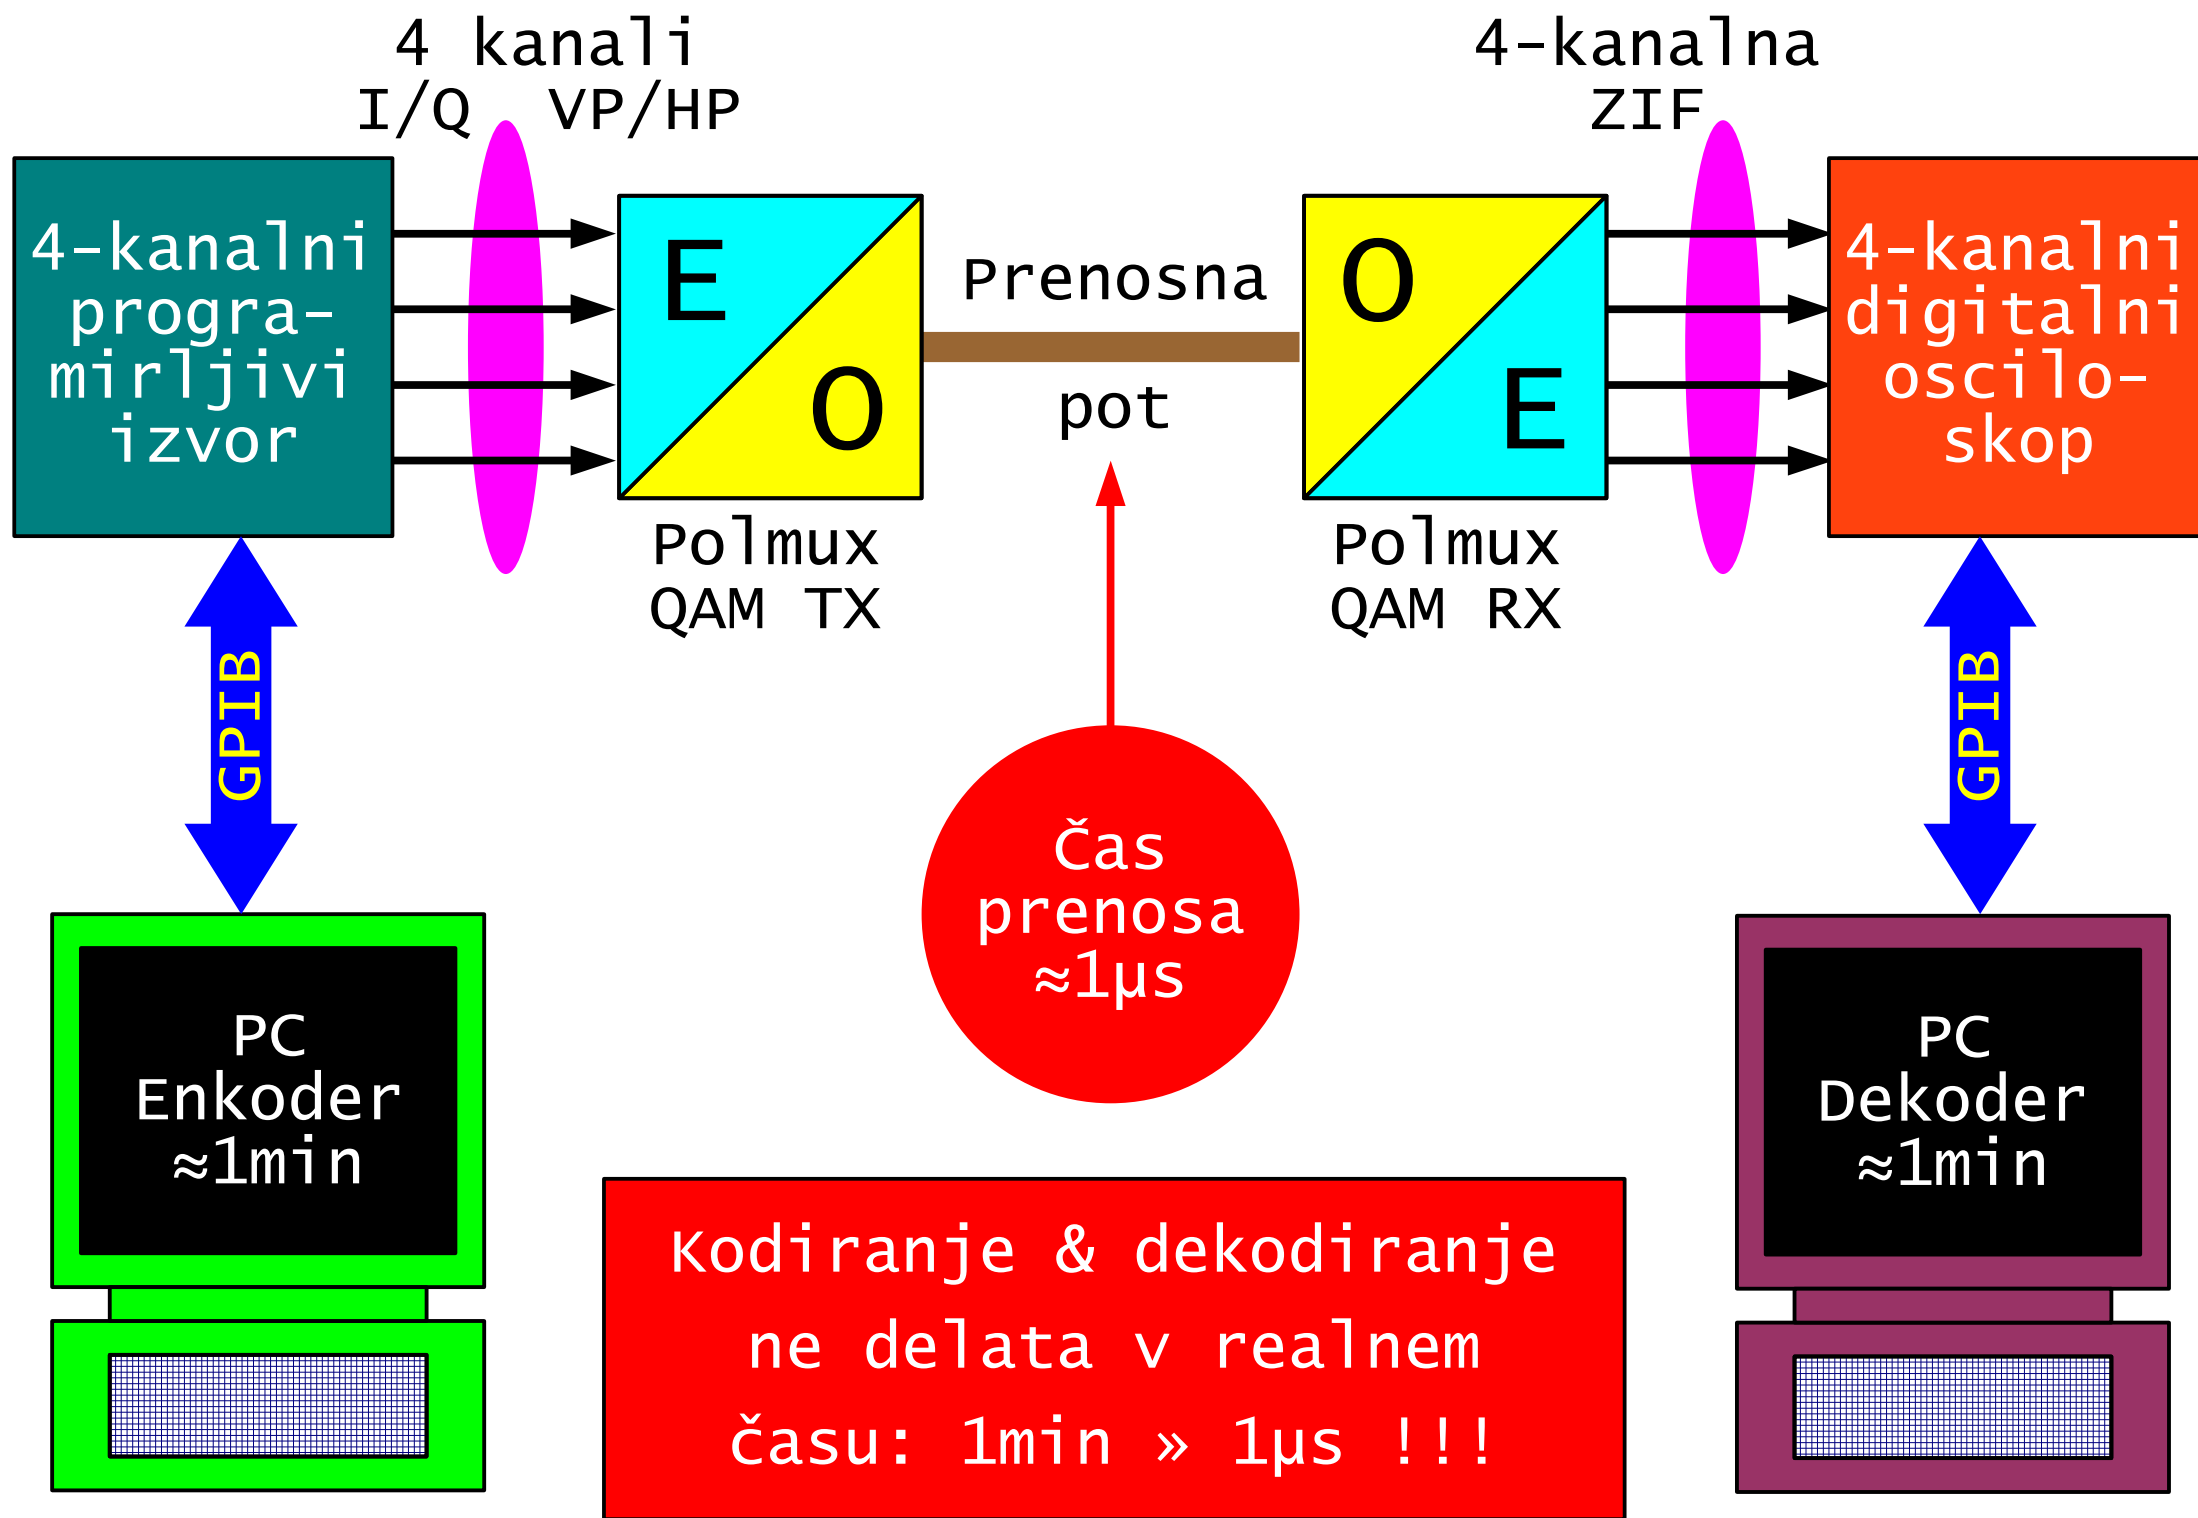 4 kanali
I/Q VP/HP
4-kanalna
ZIF
4-kanalni
progra-
mirljivi
izvor
E
O
Prenosna
pot
O
E
4-kanalni
digitalni
oscilo-
skop
Polmux
QAM TX
Polmux
QAM RX
GPIB
GPIB
Čas
prenosa
≈1µs
PC
Enkoder
≈1min
PC
Dekoder
≈1min
Kodiranje & dekodiranje
ne delata v realnem
času: 1min » 1µs !!!